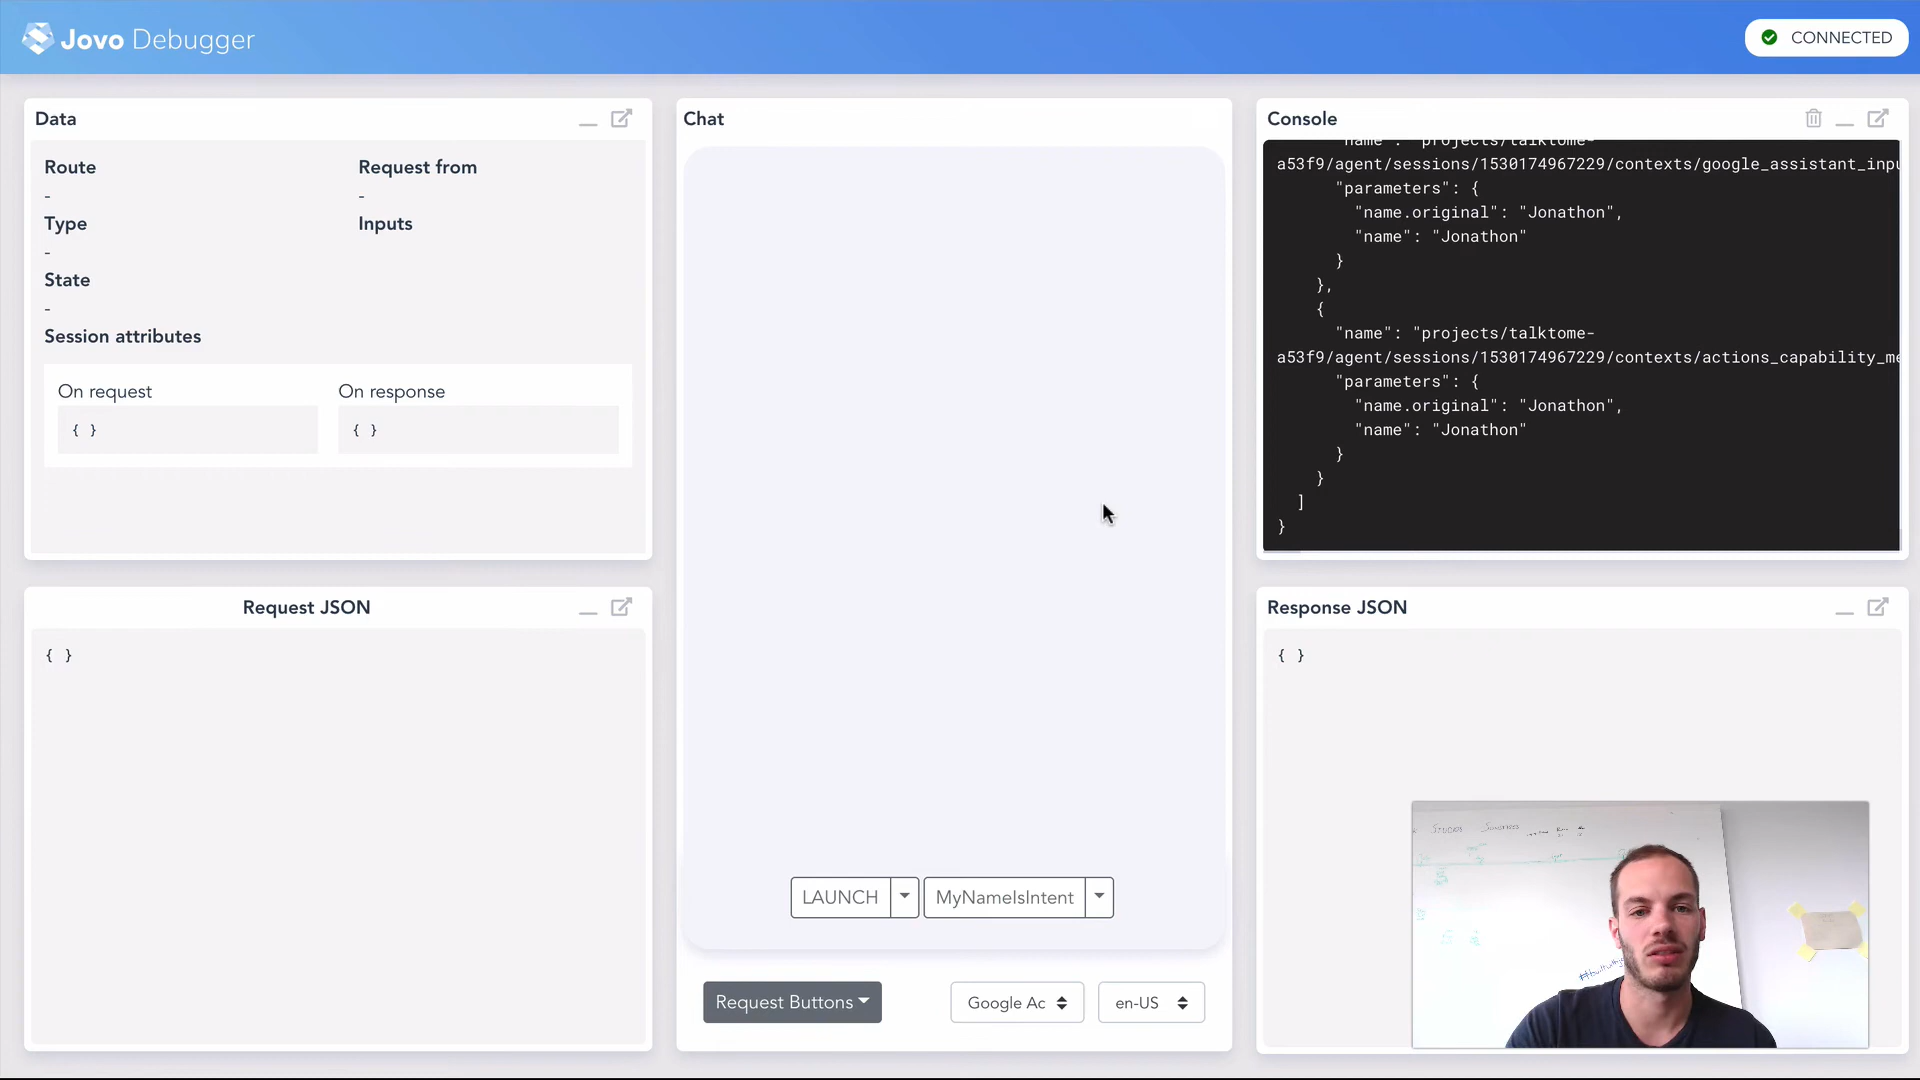 Jovo Debugger
CONNECTED
Data
Route
-
Request from
-
Type
-
Inputs
State
-
Session attributes
On request
{ }
On response
{ }
Request JSON
{ }
Chat
LAUNCH
MyNameIsIntent
Request Buttons
Google Ac
en-US
Console
"name": "projects/talktome-
a53f9/agent/sessions/1530174967229/contexts/google_assistant_inpu
"parameters": {
"name.original": "Jonathon",
"name": "Jonathon"
}
},
{
"name": "projects/talktome-
a53f9/agent/sessions/1530174967229/contexts/actions_capability_me
"parameters": {
"name.original": "Jonathon",
"name": "Jonathon"
}
}
]
}
Response JSON
{ }